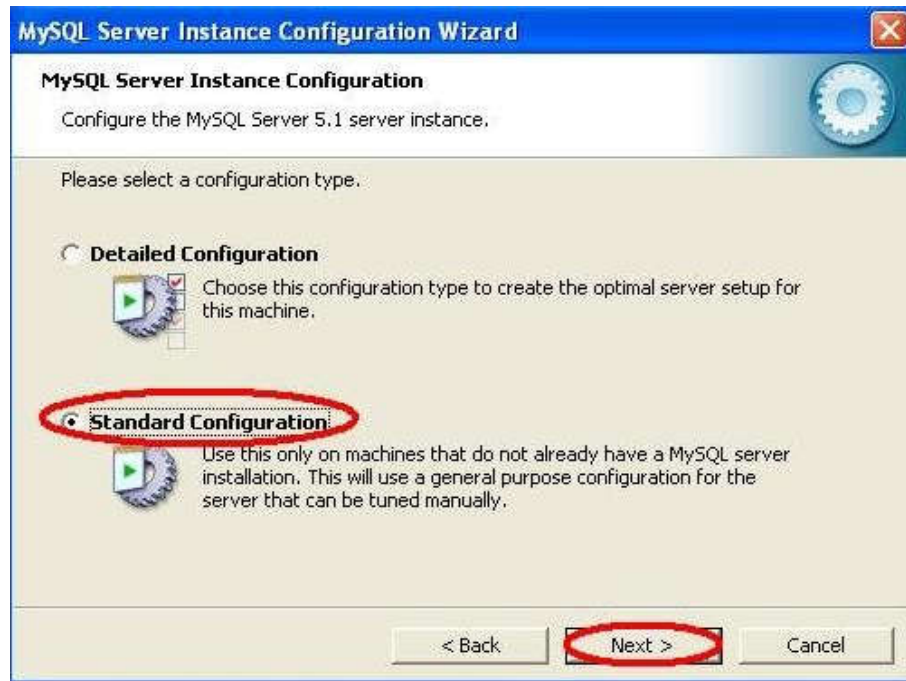 MySQL Server Instance Configuration Wizard
MySQL Server Instance Configuration
Configure the MySQL Server 5.1 server instance.
Please select a configuration type.
Detailed Configuration
Choose this configuration type to create the optimal server setup for
this machine.
Standard Configuration
Use this only on machines that do not already have a MySQL server
installation. This will use a general purpose configuration for the
server that can be tuned manually.
< Back Next > Cancel